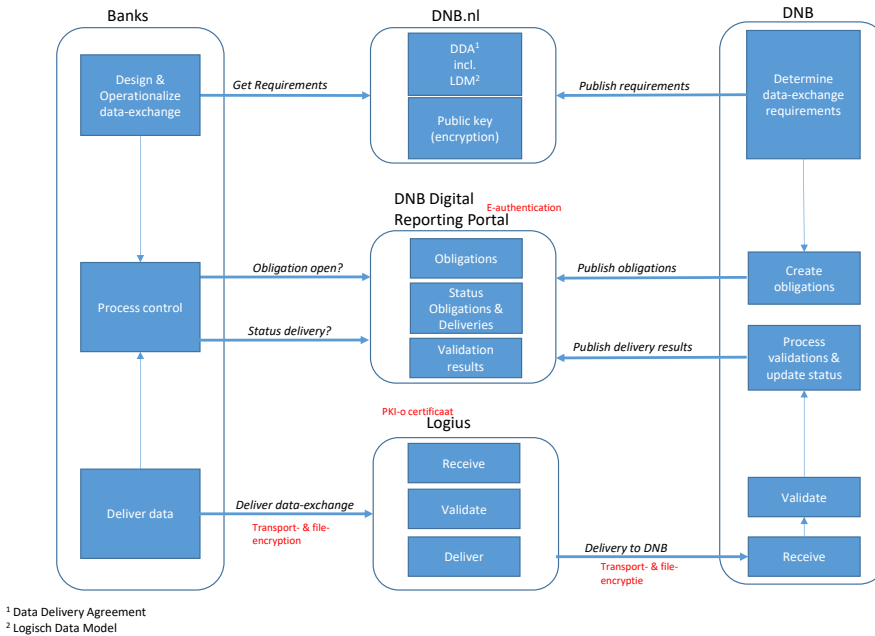 Banks
DNB.nl
DNB
Design &
Operationalize
data-exchange
Get Requirements
DDA¹
incl.
LDM²
Public key
(encryption)
Publish requirements
Determine
data-exchange
requirements
DNB Digital
E-authentication
Reporting Portal
Process control
Obligation open?
Status delivery?
Obligations
Status
Obligations &
Deliveries
Validation
results
Publish obligations
Publish delivery results
Create
obligations
Process
validations &
update status
PKI-o certificaat
Logius
Deliver data
Deliver data-exchange
Transport- & file-
encryption
Receive
Validate
Deliver
Delivery to DNB
Transport- & file-
encryptie
Validate
Receive
¹ Data Delivery Agreement
² Logisch Data Model